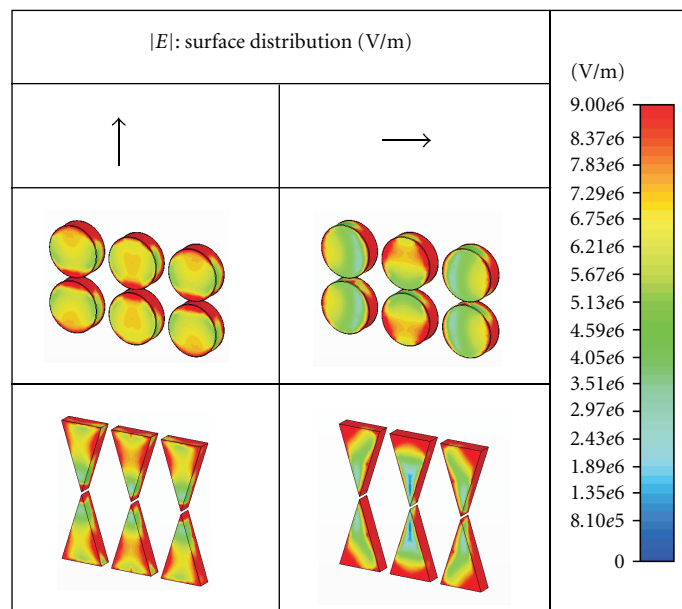 |E|: surface distribution (V/m)
(V/m)
9.00e6
8.37e6
7.83e6
7.29e6
6.75e6
6.21e6
5.67e6
5.13e6
4.59e6
4.05e6
3.51e6
2.97e6
2.43e6
1.89e6
1.35e6
8.10e5
0